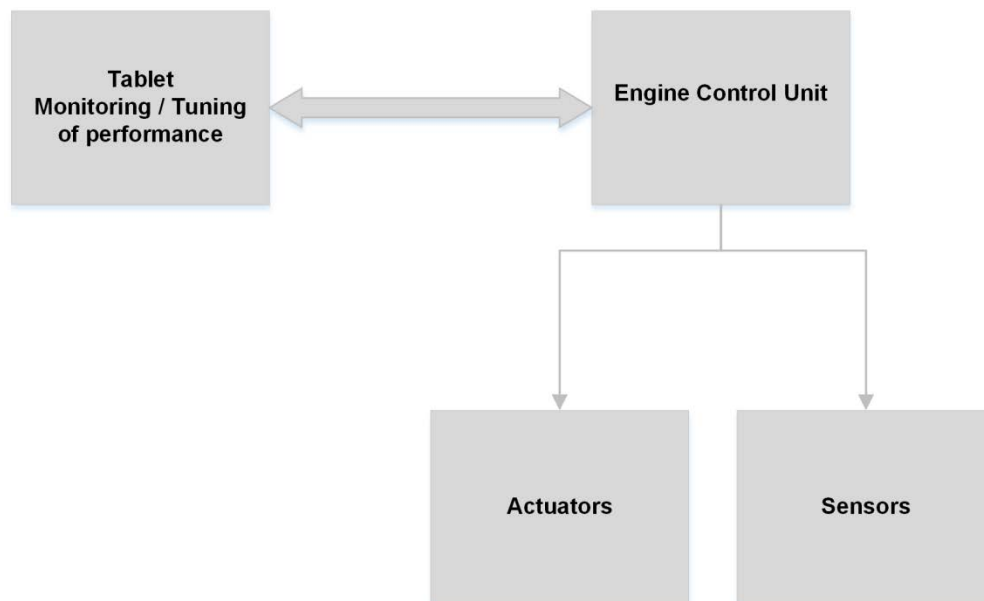 Tablet
Monitoring / Tuning
of performance
Engine Control Unit
Actuators
Sensors